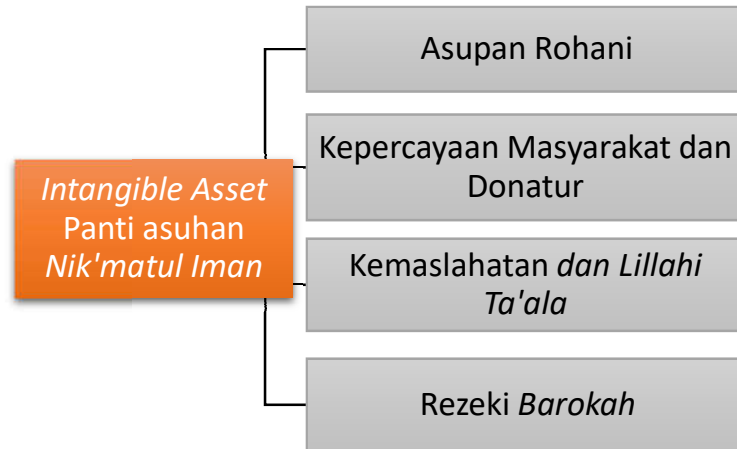 Intangible Asset
Panti asuhan
Nik'matul Iman
Asupan Rohani
Kepercayaan Masyarakat dan
Donatur
Kemaslahatan dan Lillahi
Ta'ala
Rezeki Barokah